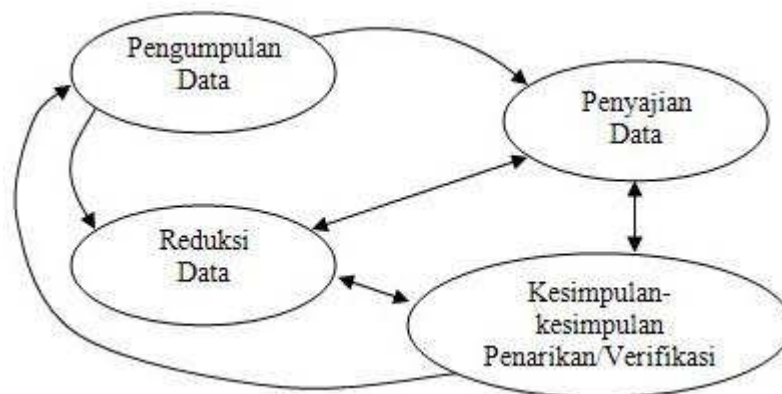 Pengumpulan
Data
Penyajian
Data
Reduksi
Data
Kesimpulan-
kesimpulan
Penarikan/Verifikasi